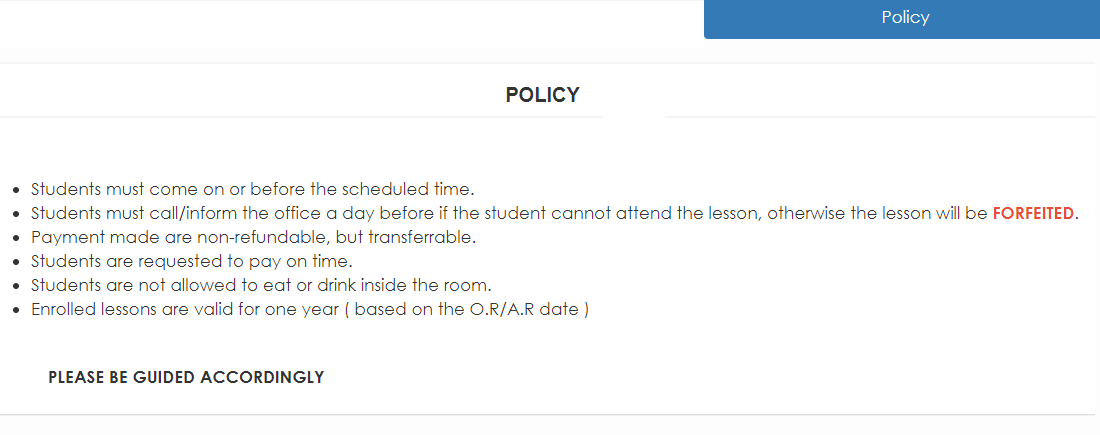 Policy
POLICY
Students must come on or before the scheduled time.
Students must call/inform the office a day before if the student cannot attend the lesson, otherwise the lesson will be FORFEITED.
Payment made are non-refundable, but transferrable.
Students are requested to pay on time.
Students are not allowed to eat or drink inside the room.
Enrolled lessons are valid for one year ( based on the O.R/A.R date )
PLEASE BE GUIDED ACCORDINGLY